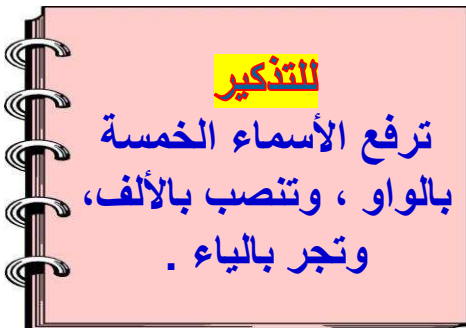 للتذكير
ترفع الأسماء الخمسة
بالواو ، وتنصب بالألف،
وتجر بالياء .